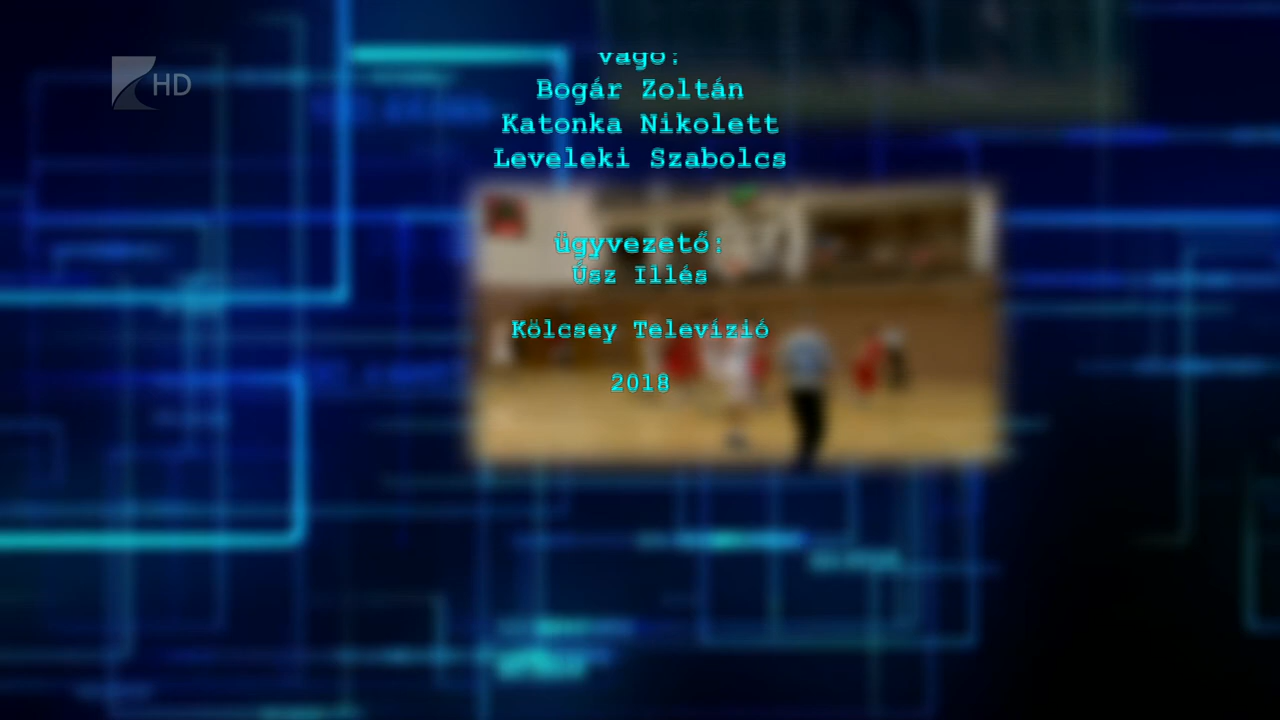 HD
vágó:
Bogár Zoltán
Katonka Nikolett
Leveleki Szabolcs
ügyvezető:
Úsz Illés
Kölcsey Televízió
2018